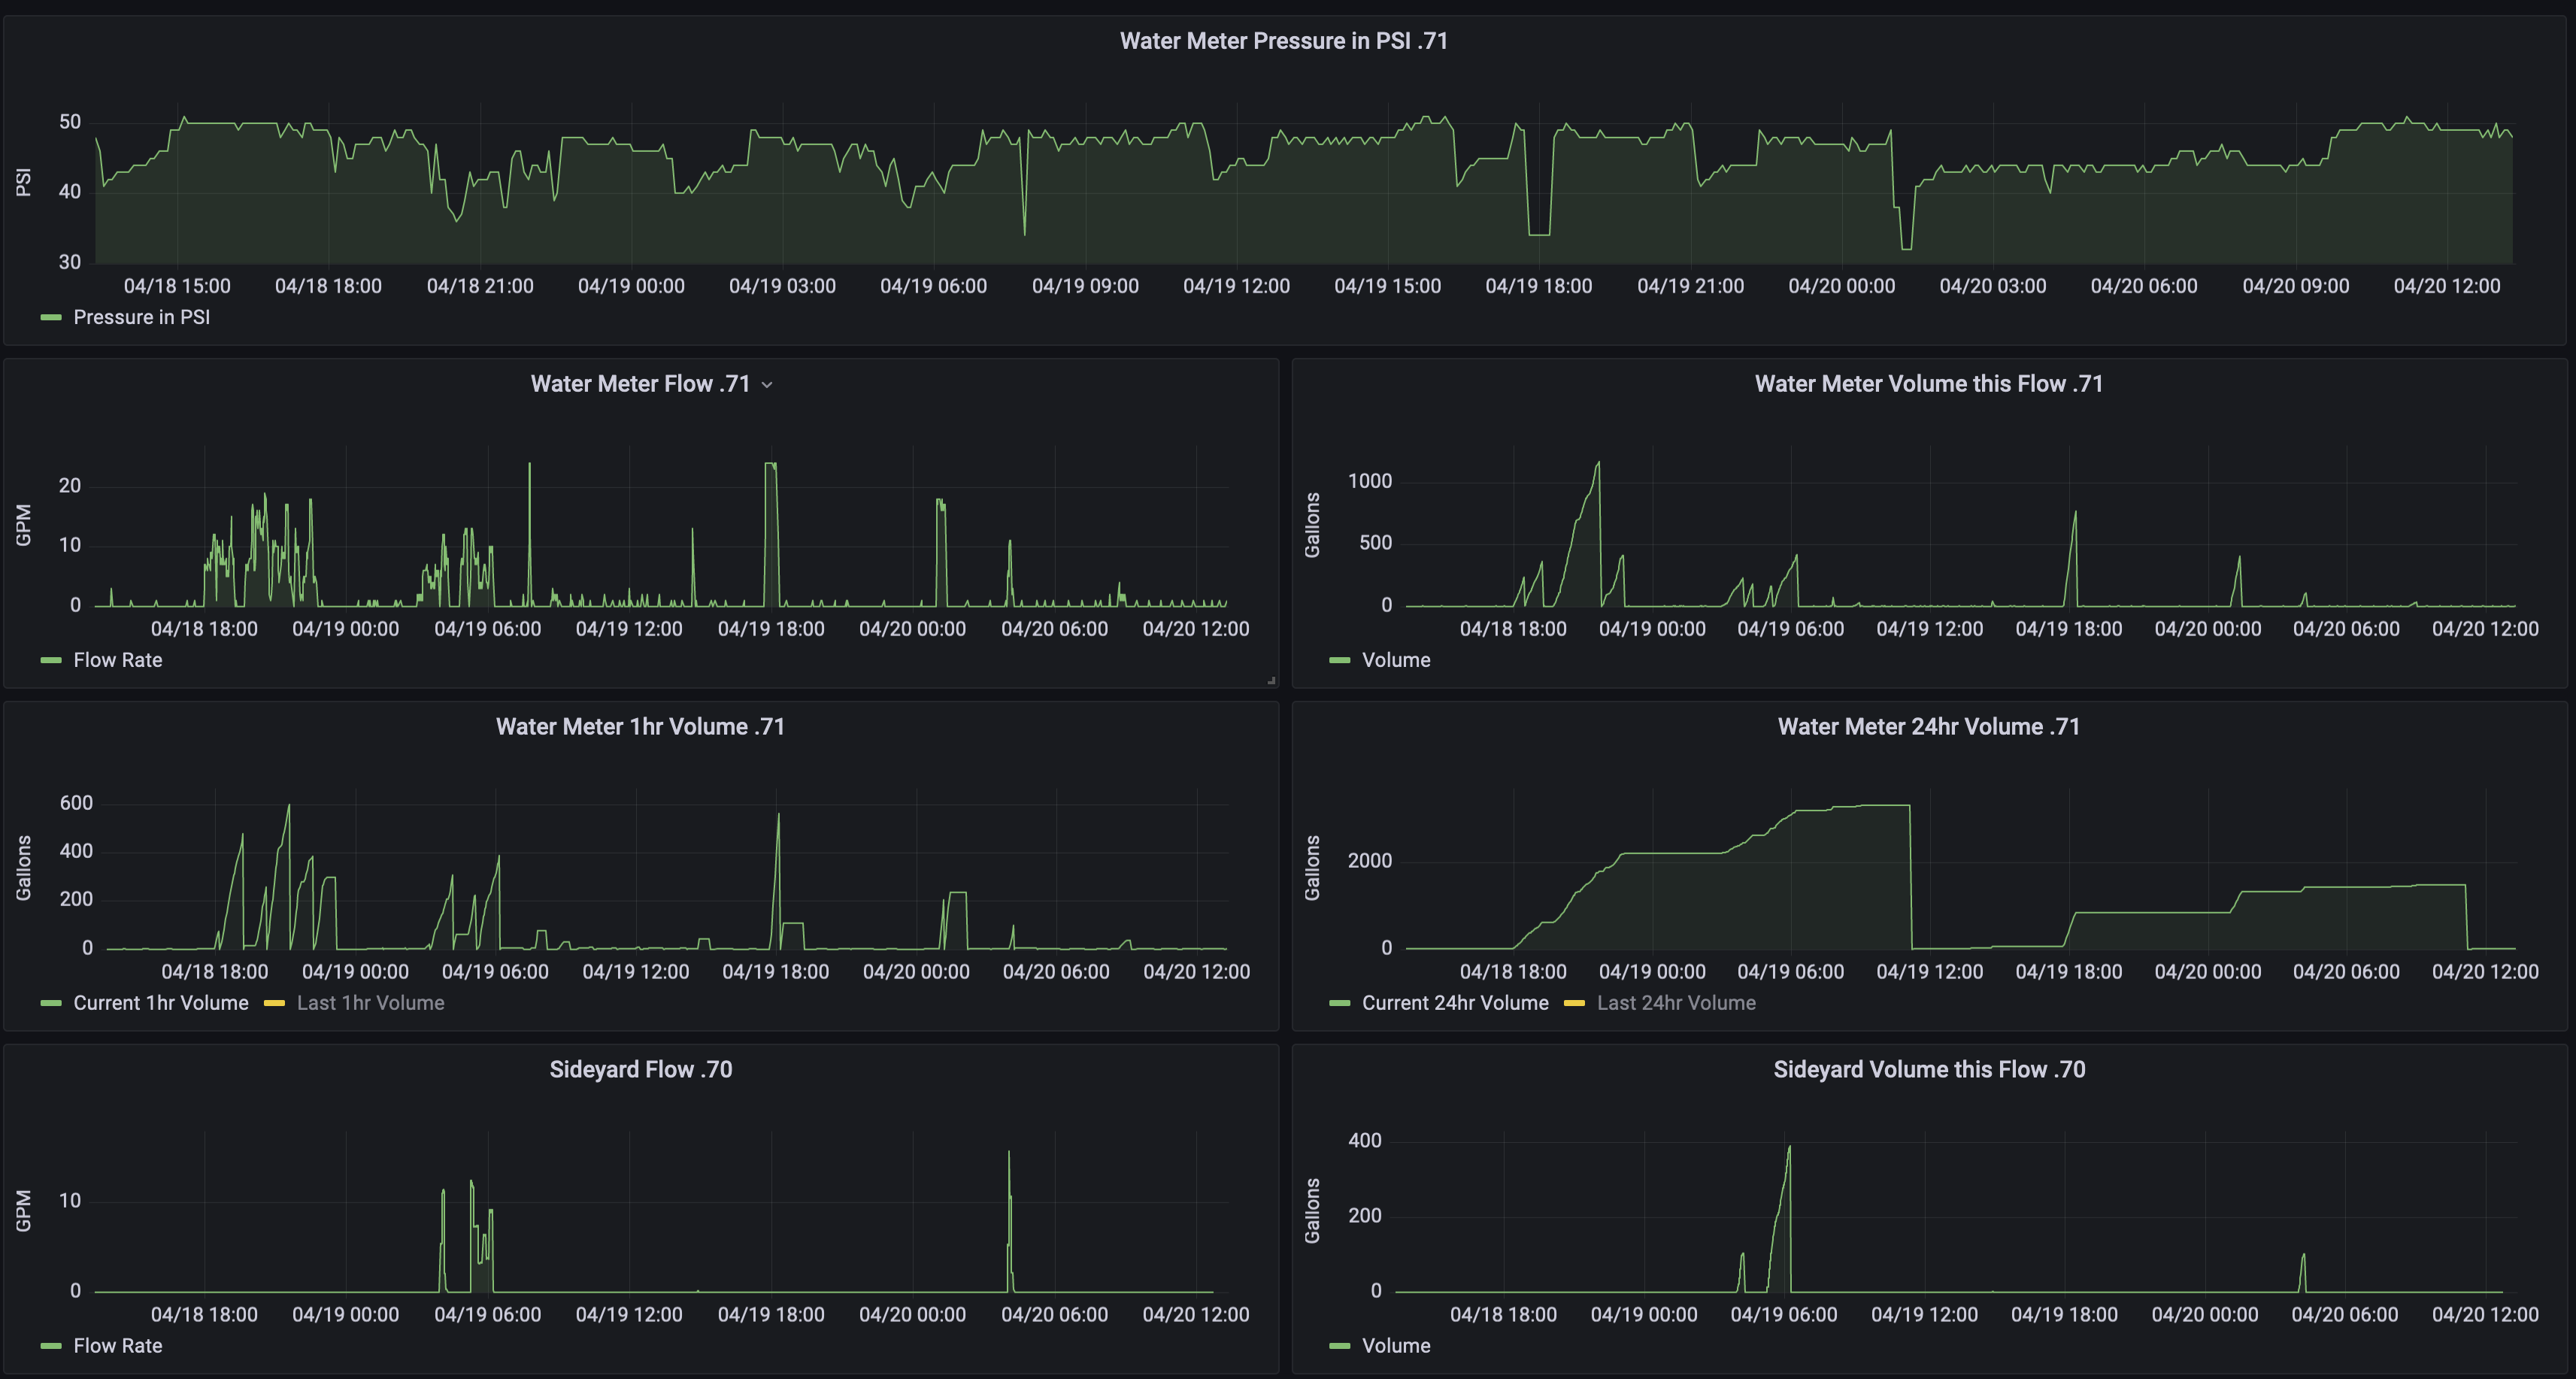 Water Meter Pressure in PSI .71
PSI
50
40
30
04/18 15:00 04/18 18:00 04/18 21:00 04/19 00:00 04/19 03:00 04/19 06:00 04/19 09:00 04/19 12:00 04/19 15:00 04/19 18:00 04/19 21:00 04/20 00:00 04/20 03:00 04/20 06:00 04/20 09:00 04/20 12:00
Pressure in PSI
Water Meter Flow .71
GPM
20
10
0
04/18 18:00 04/19 00:00 04/19 06:00 04/19 12:00 04/19 18:00 04/20 00:00 04/20 06:00 04/20 12:00
Flow Rate
Water Meter Volume this Flow .71
Gallons
1000
500
0
04/18 18:00 04/19 00:00 04/19 06:00 04/19 12:00 04/19 18:00 04/20 00:00 04/20 06:00 04/20 12:00
Volume
Water Meter 1hr Volume .71
Gallons
600
400
200
0
04/18 18:00 04/19 00:00 04/19 06:00 04/19 12:00 04/19 18:00 04/20 00:00 04/20 06:00 04/20 12:00
Current 1hr Volume Last 1hr Volume
Water Meter 24hr Volume .71
Gallons
2000
0
04/18 18:00 04/19 00:00 04/19 06:00 04/19 12:00 04/19 18:00 04/20 00:00 04/20 06:00 04/20 12:00
Current 24hr Volume Last 24hr Volume
Sideyard Flow .70
GPM
10
0
04/18 18:00 04/19 00:00 04/19 06:00 04/19 12:00 04/19 18:00 04/20 00:00 04/20 06:00 04/20 12:00
Flow Rate
Sideyard Volume this Flow .70
Gallons
400
200
0
04/18 18:00 04/19 00:00 04/19 06:00 04/19 12:00 04/19 18:00 04/20 00:00 04/20 06:00 04/20 12:00
Volume